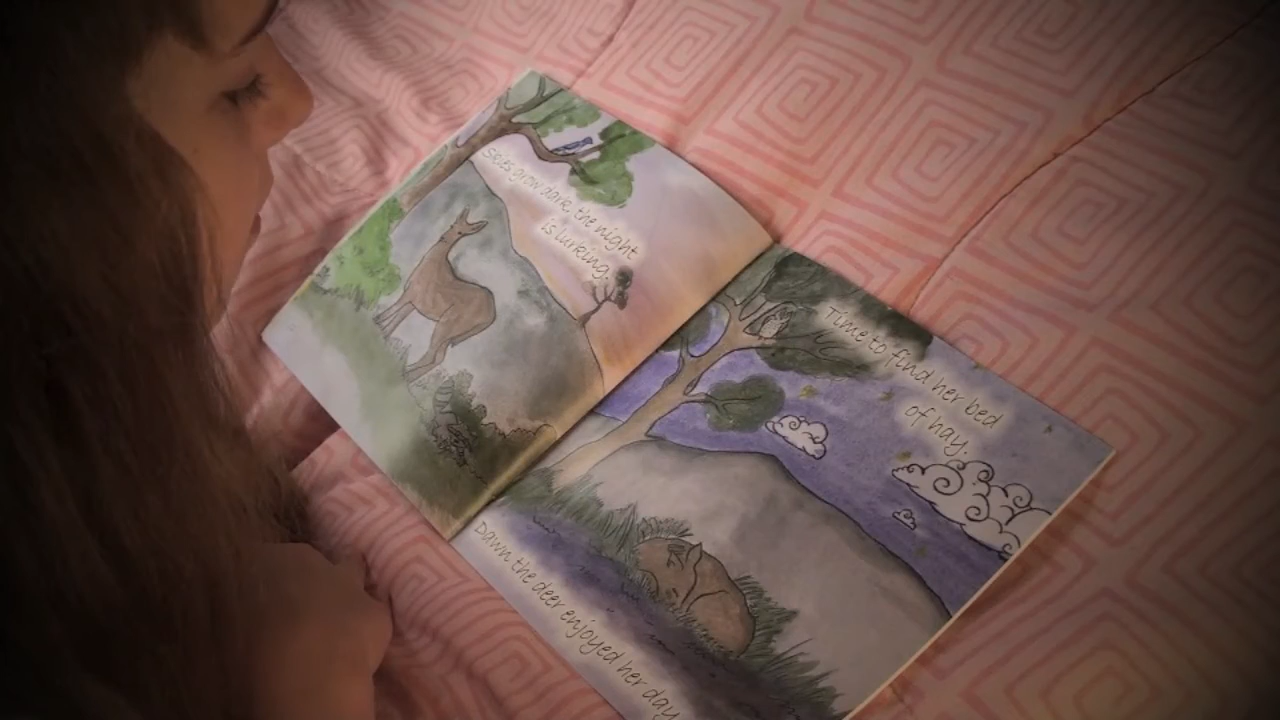 Skies grow dark, the night
is lurking.
Time to find her bed
of hay.
Dawn the deer enjoyed her day